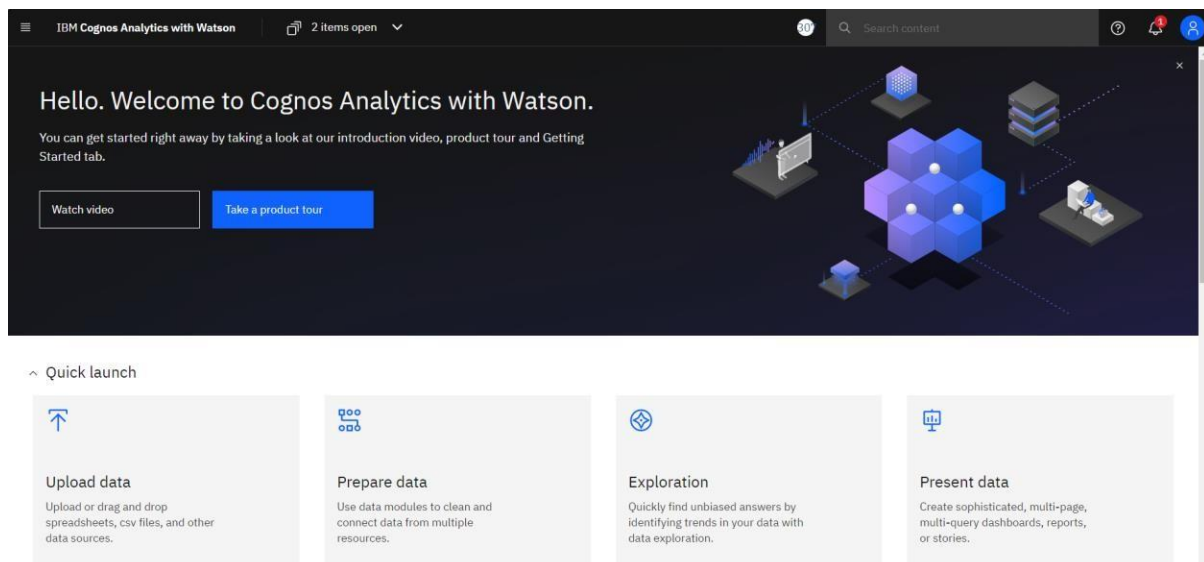 IBM Cognos Analytics with Watson
2 items open
30
Search content
1
Hello. Welcome to Cognos Analytics with Watson.
You can get started right away by taking a look at our introduction video, product tour and Getting
Started tab.
Watch video
Take a product tour
Quick launch
Upload data
Upload or drag and drop
spreadsheets, csv files, and other
data sources.
Prepare data
Use data modules to clean and
connect data from multiple
resources.
Exploration
Quickly find unbiased answers by
identifying trends in your data with
data exploration.
Present data
Create sophisticated, multi-page,
multi-query dashboards, reports,
or stories.